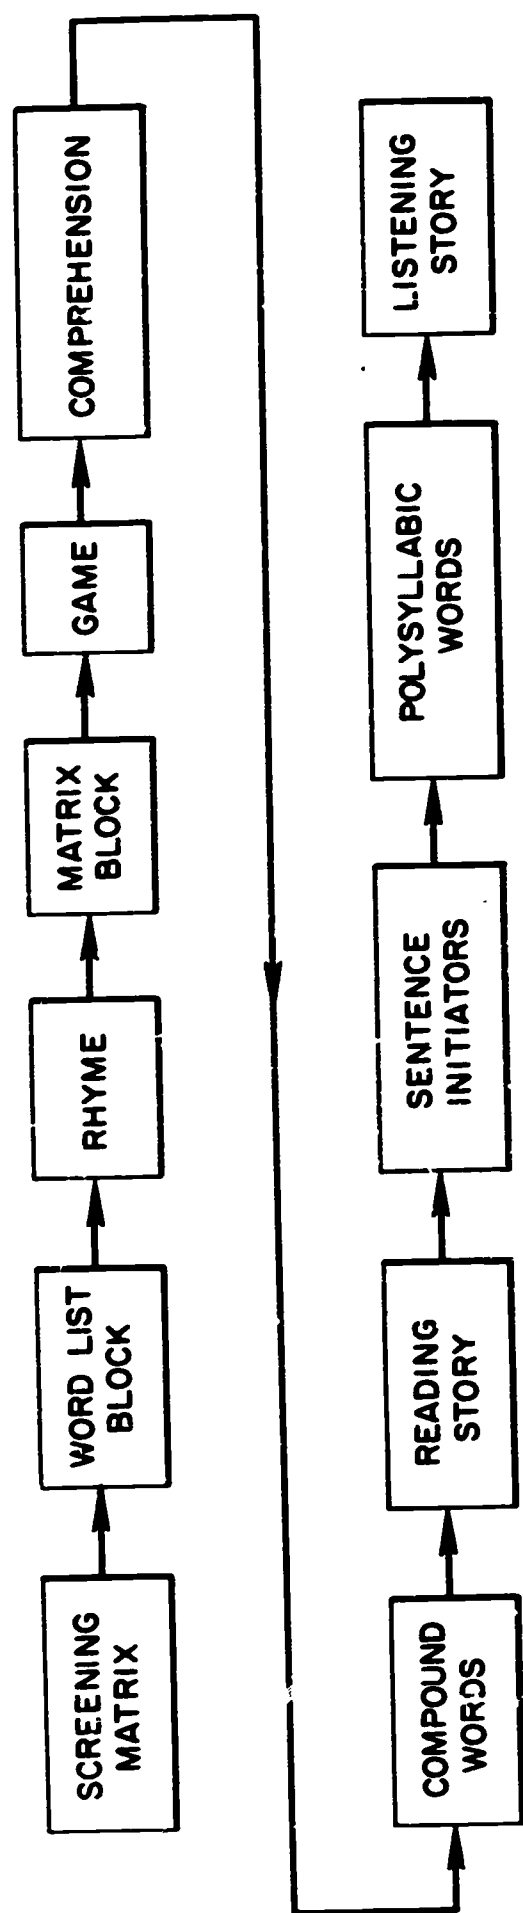 SCREENING
MATRIX
WORD LIST
BLOCK
RHYME
MATRIX
BLOCK
GAME
COMPREHENSION
COMPOUND
WORDS
READING
STORY
SENTENCE
INITIATORS
POLYSYLLABIC
WORDS
LISTENING
STORY